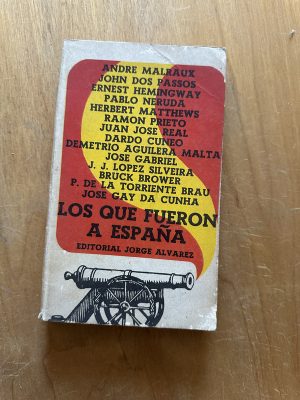 ANDRE MALRAUX
JOHN DOS PASSOS
ERNEST HEMINGWAY
PABLO NERUDA
HERBERT MATTHEWS
RAMON PRIETO
JUAN JOSE REAL
DARDO CUNEO
DEMETRIO AGUILERA MALTA
JOSE GABRIEL
J. J. LOPEZ SILVEIRA
BRUCK BROWER
P. DE LA TORRIENTE BRAU
JOSE GAY DA CUNHA
LOS QUE FUERON
A ESPAÑA
EDITORIAL JORGE ALVAREZ